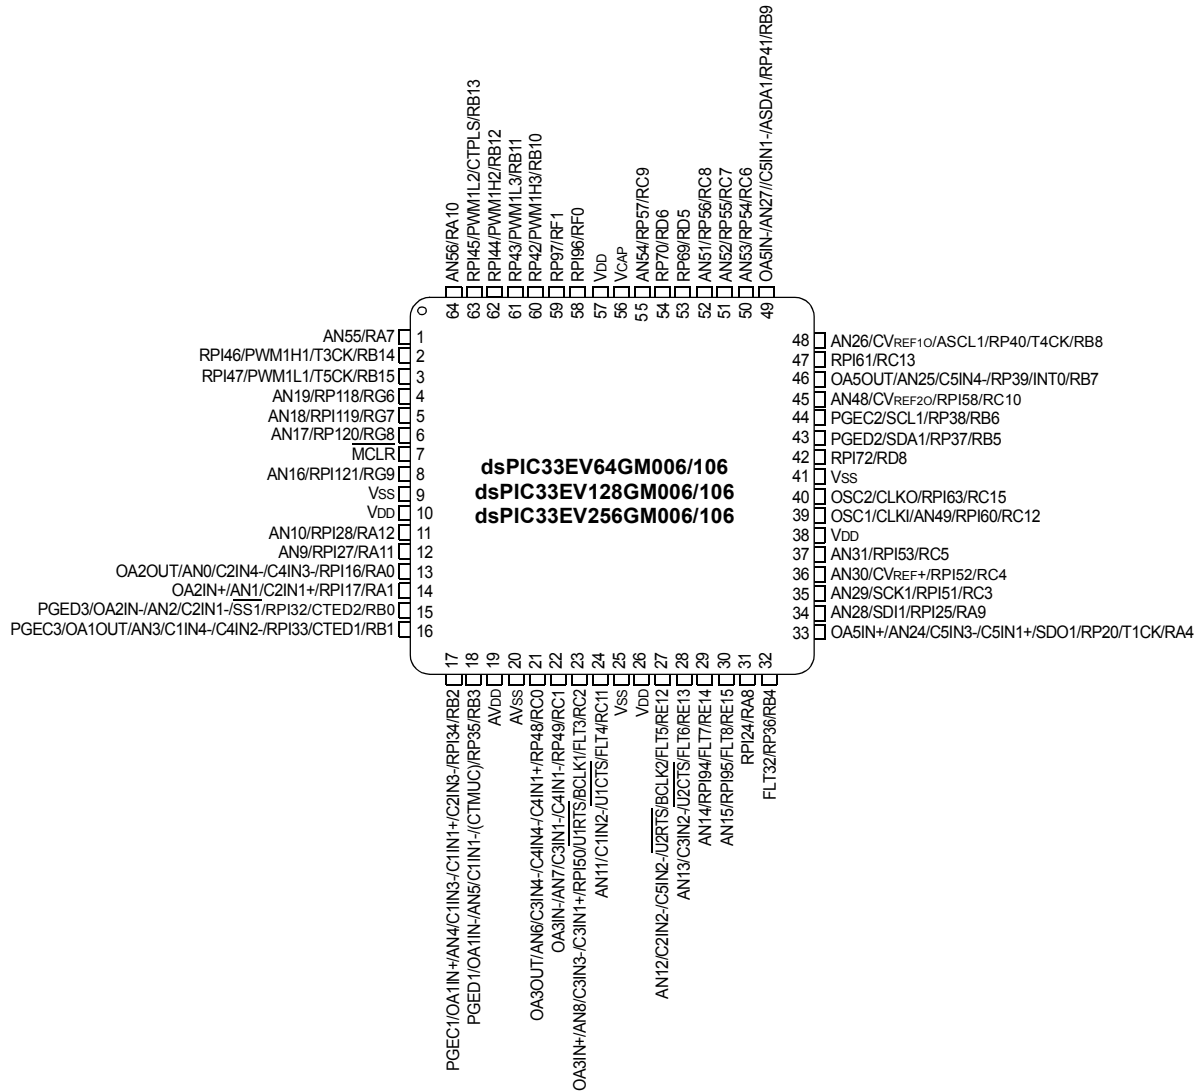 AN56/RA10
RPI45/PWM1L2/CTPLS/RB13
RPI44/PWM1H2/RB12
RP43/PWM1L3/RB11
RP42/PWM1H3/RB10
RP97/RF1
RPI96/RF0
VDD
VCAP
AN54/RP57/RC9
RP70/RD6
RP69/RD5
AN51/RP56/RC8
AN52/RP55/RC7
AN53/RP54/RC6
OA5IN-/AN27//C5IN1-/ASDA1/RP41/RB9
64 63 62 61 60 59 58 57 56 55 54 53 52 51 50 49
AN55/RA7 1
RPI46/PWM1H1/T3CK/RB14 2
RPI47/PWM1L1/T5CK/RB15 3
AN19/RP118/RG6 4
AN18/RPI119/RG7 5
AN17/RP120/RG8 6
MCLR 7
AN16/RPI121/RG9 8
VSS 9
VDD 10
AN10/RPI28/RA12 11
AN9/RPI27/RA11 12
OA2OUT/AN0/C2IN4-/C4IN3-/RPI16/RA0 13
OA2IN+/AN1/C2IN1+/RPI17/RA1 14
PGED3/OA2IN-/AN2/C2IN1-/SS1/RPI32/CTED2/RB0 15
PGEC3/OA1OUT/AN3/C1IN4-/C4IN2-/RPI33/CTED1/RB1 16
dsPIC33EV64GM006/106
dsPIC33EV128GM006/106
dsPIC33EV256GM006/106
48 AN26/CVREF1O/ASCL1/RP40/T4CK/RB8
47 RPI61/RC13
46 OA5OUT/AN25/C5IN4-/RP39/INT0/RB7
45 AN48/CVREF2O/RPI58/RC10
44 PGEC2/SCL1/RP38/RB6
43 PGED2/SDA1/RP37/RB5
42 RPI72/RD8
41 VSS
40 OSC2/CLKO/RPI63/RC15
39 OSC1/CLKI/AN49/RPI60/RC12
38 VDD
37 AN31/RPI53/RC5
36 AN30/CVREF+/RPI52/RC4
35 AN29/SCK1/RPI51/RC3
34 AN28/SDI1/RPI25/RA9
33 OA5IN+/AN24/C5IN3-/C5IN1+/SDO1/RP20/T1CK/RA4
17 18 19 20 21 22 23 24 25 26 27 28 29 30 31 32
PGEC1/OA1IN+/AN4/C1IN3-/C1IN1+/C2IN3-/RPI34/RB2
PGED1/OA1IN-/AN5/C1IN1-/(CTMUC)/RP35/RB3
AVDD
AVSS
OA3OUT/AN6/C3IN4-/C4IN4-/C4IN1+/RP48/RC0
OA3IN-/AN7/C3IN1-/C4IN1-/RP49/RC1
OA3IN+/AN8/C3IN3-/C3IN1+/RPI50/U1RTS/BCLK1/FLT3/RC2
AN11/C1IN2-/U1CTS/FLT4/RC11
VSS
VDD
AN12/C2IN2-/C5IN2-/U2RTS/BCLK2/FLT5/RE12
AN13/C3IN2-/U2CTS/FLT6/RE13
AN14/RPI94/FLT7/RE14
AN15/RPI95/FLT8/RE15
RPI24/RA8
FLT32/RP36/RB4